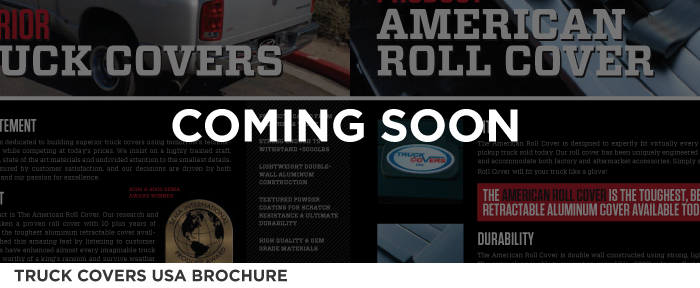 PRODUCT
RIOR
UCK COVERS
AMERICAN
ROLL COVER
COMING SOON
TEMENT
dedicated to building superior truck covers using tomorrow's
while competing at today's prices. We insist on a highly trained staff,
state of the art materials and undivided attention to the smallest details.
sured by customer satisfaction, and our decisions are driven by both
and our passion for excellence.
T
2010 & 2005 SEMA
AWARD WINNER
ct is The American Roll Cover. Our research and
ken a proven roll cover with 10 plus years of
the toughest aluminum retractable cover avail-
hed this amazing feat by listening to customer
have enhanced almost every imaginable truck
worthy of a king's ransom and survive weather
WITHSTAND +500LBS
LIGHTWEIGHT DOUBLE-
WALL ALUMINUM
CONSTRUCTION
TEXTURED POWDER
COATING FOR SCRATCH
RESISTANCE & ULTIMATE
DURABILITY
HIGH QUALITY & OEM
GRADE MATERIALS
TRUCK COVERS
USA
The American Roll Cover is designed to expertly fit virtually every
pickup truck sold today. Our roll cover has been uniquely engineered
and accommodate both factory and aftermarket accessories. Simply
Roll Cover will fit your truck like a glove!
THE AMERICAN ROLL COVER IS THE TOUGHEST, BE
RETRACTABLE ALUMINUM COVER AVAILABLE TOD
DURABILITY
The American Roll Cover is double wall constructed using strong, lig
TRUCK COVERS USA BROCHURE